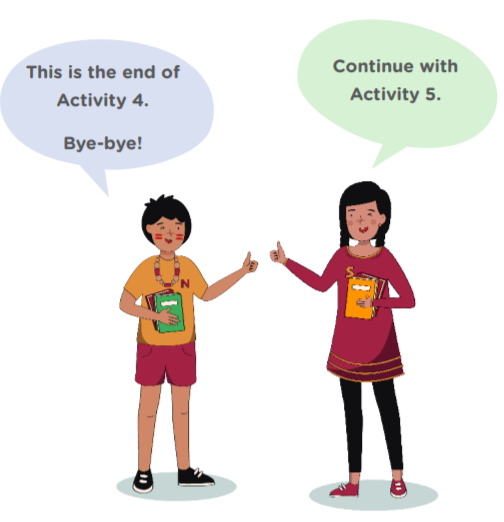 This is the end of
Activity 4.
Bye-bye!
Continue with
Activity 5.
N
S